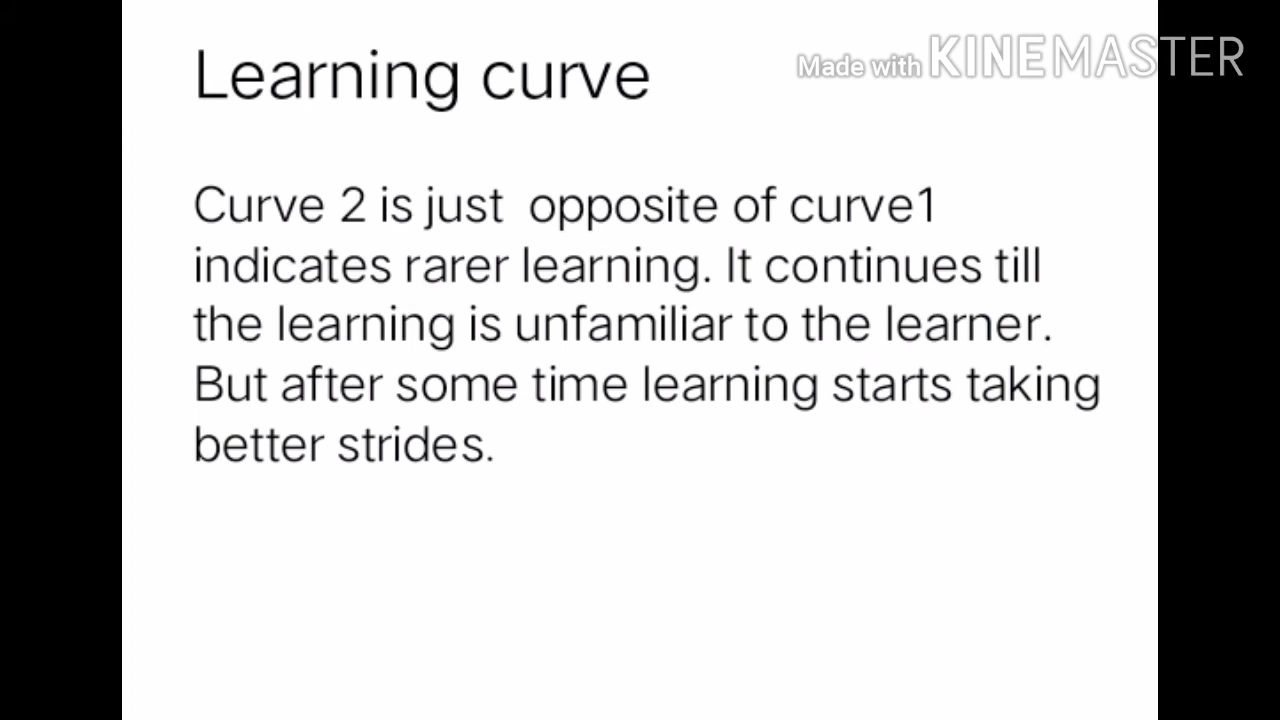 Learning curve
Made with KINEMASTER
Curve 2 is just  opposite of curve1
indicates rarer learning. It continues till
the learning is unfamiliar to the learner.
But after some time learning starts taking
better strides.